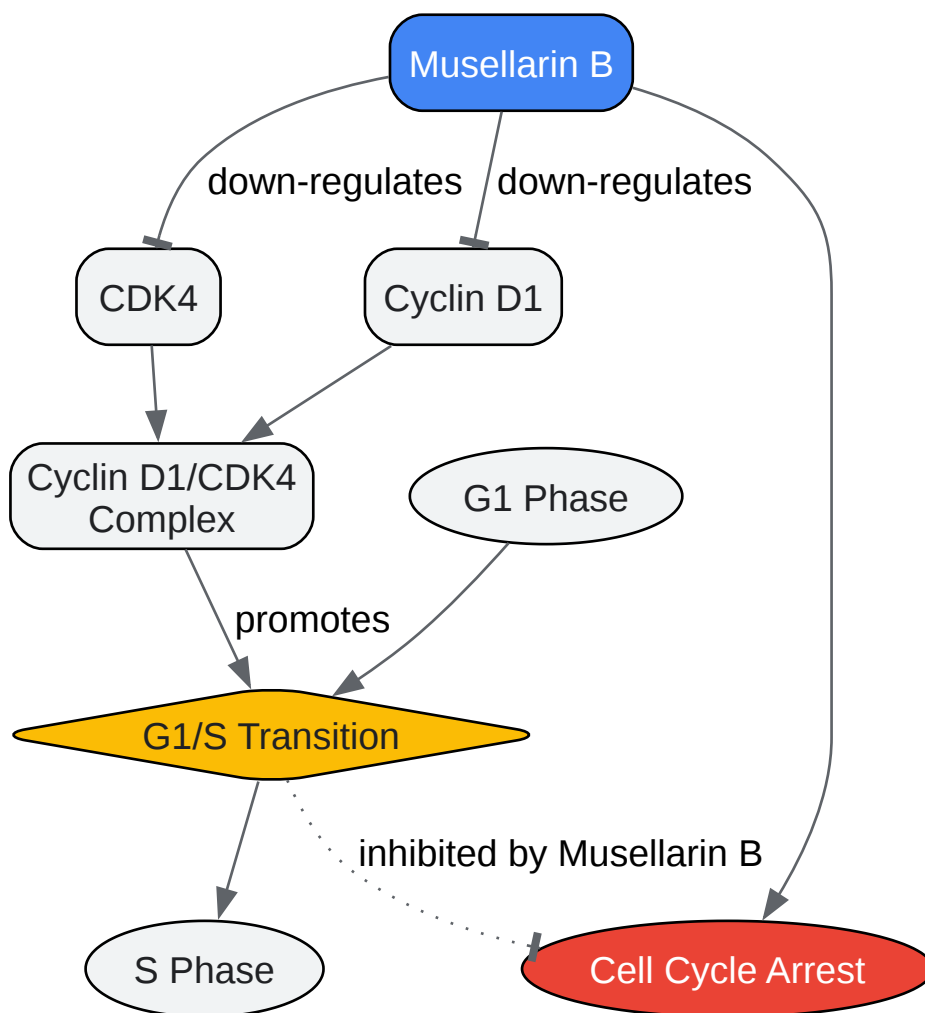 Musellarin B
down-regulates
down-regulates
CDK4
Cyclin D1
Cyclin D1/CDK4
Complex
G1 Phase
promotes
G1/S Transition
inhibited by Musellarin B
S Phase
Cell Cycle Arrest